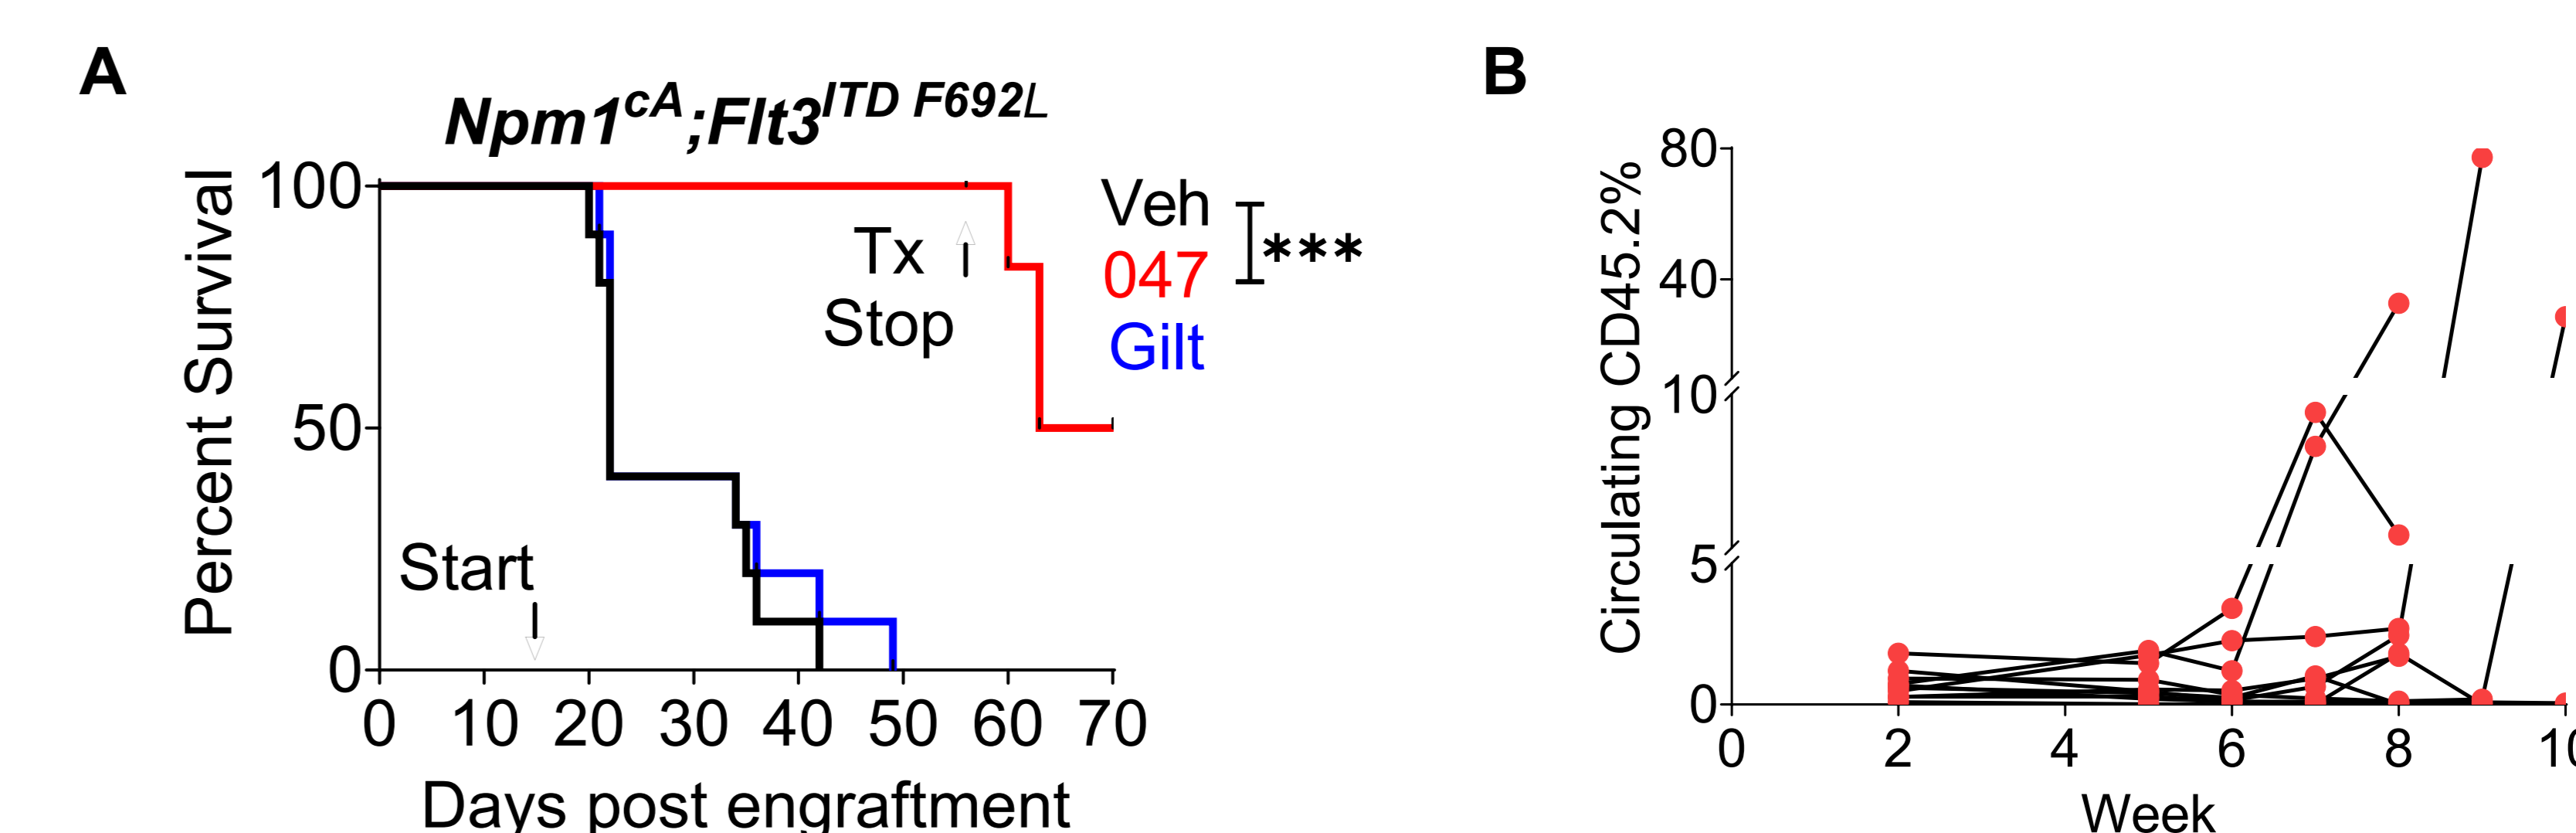 A
Npm1cA;Flt3ITD F692L
Percent Survival
100
50
0
Start
Tx
Stop
Veh
047
Gilt
***
0 10 20 30 40 50 60 70
Days post engraftment
B
Circulating CD45.2%
80
40
10
5
0
0 2 4 6 8 10
Week